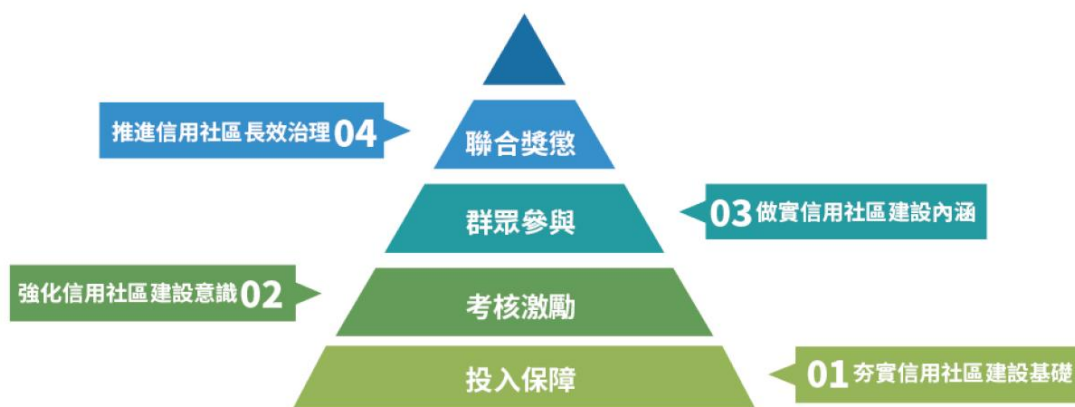 推進信用社區長效治理04
聯合獎懲
群眾參與
03做實信用社區建設內涵
強化信用社區建設意識02
考核激勵
投入保障
01夯實信用社區建設基礎